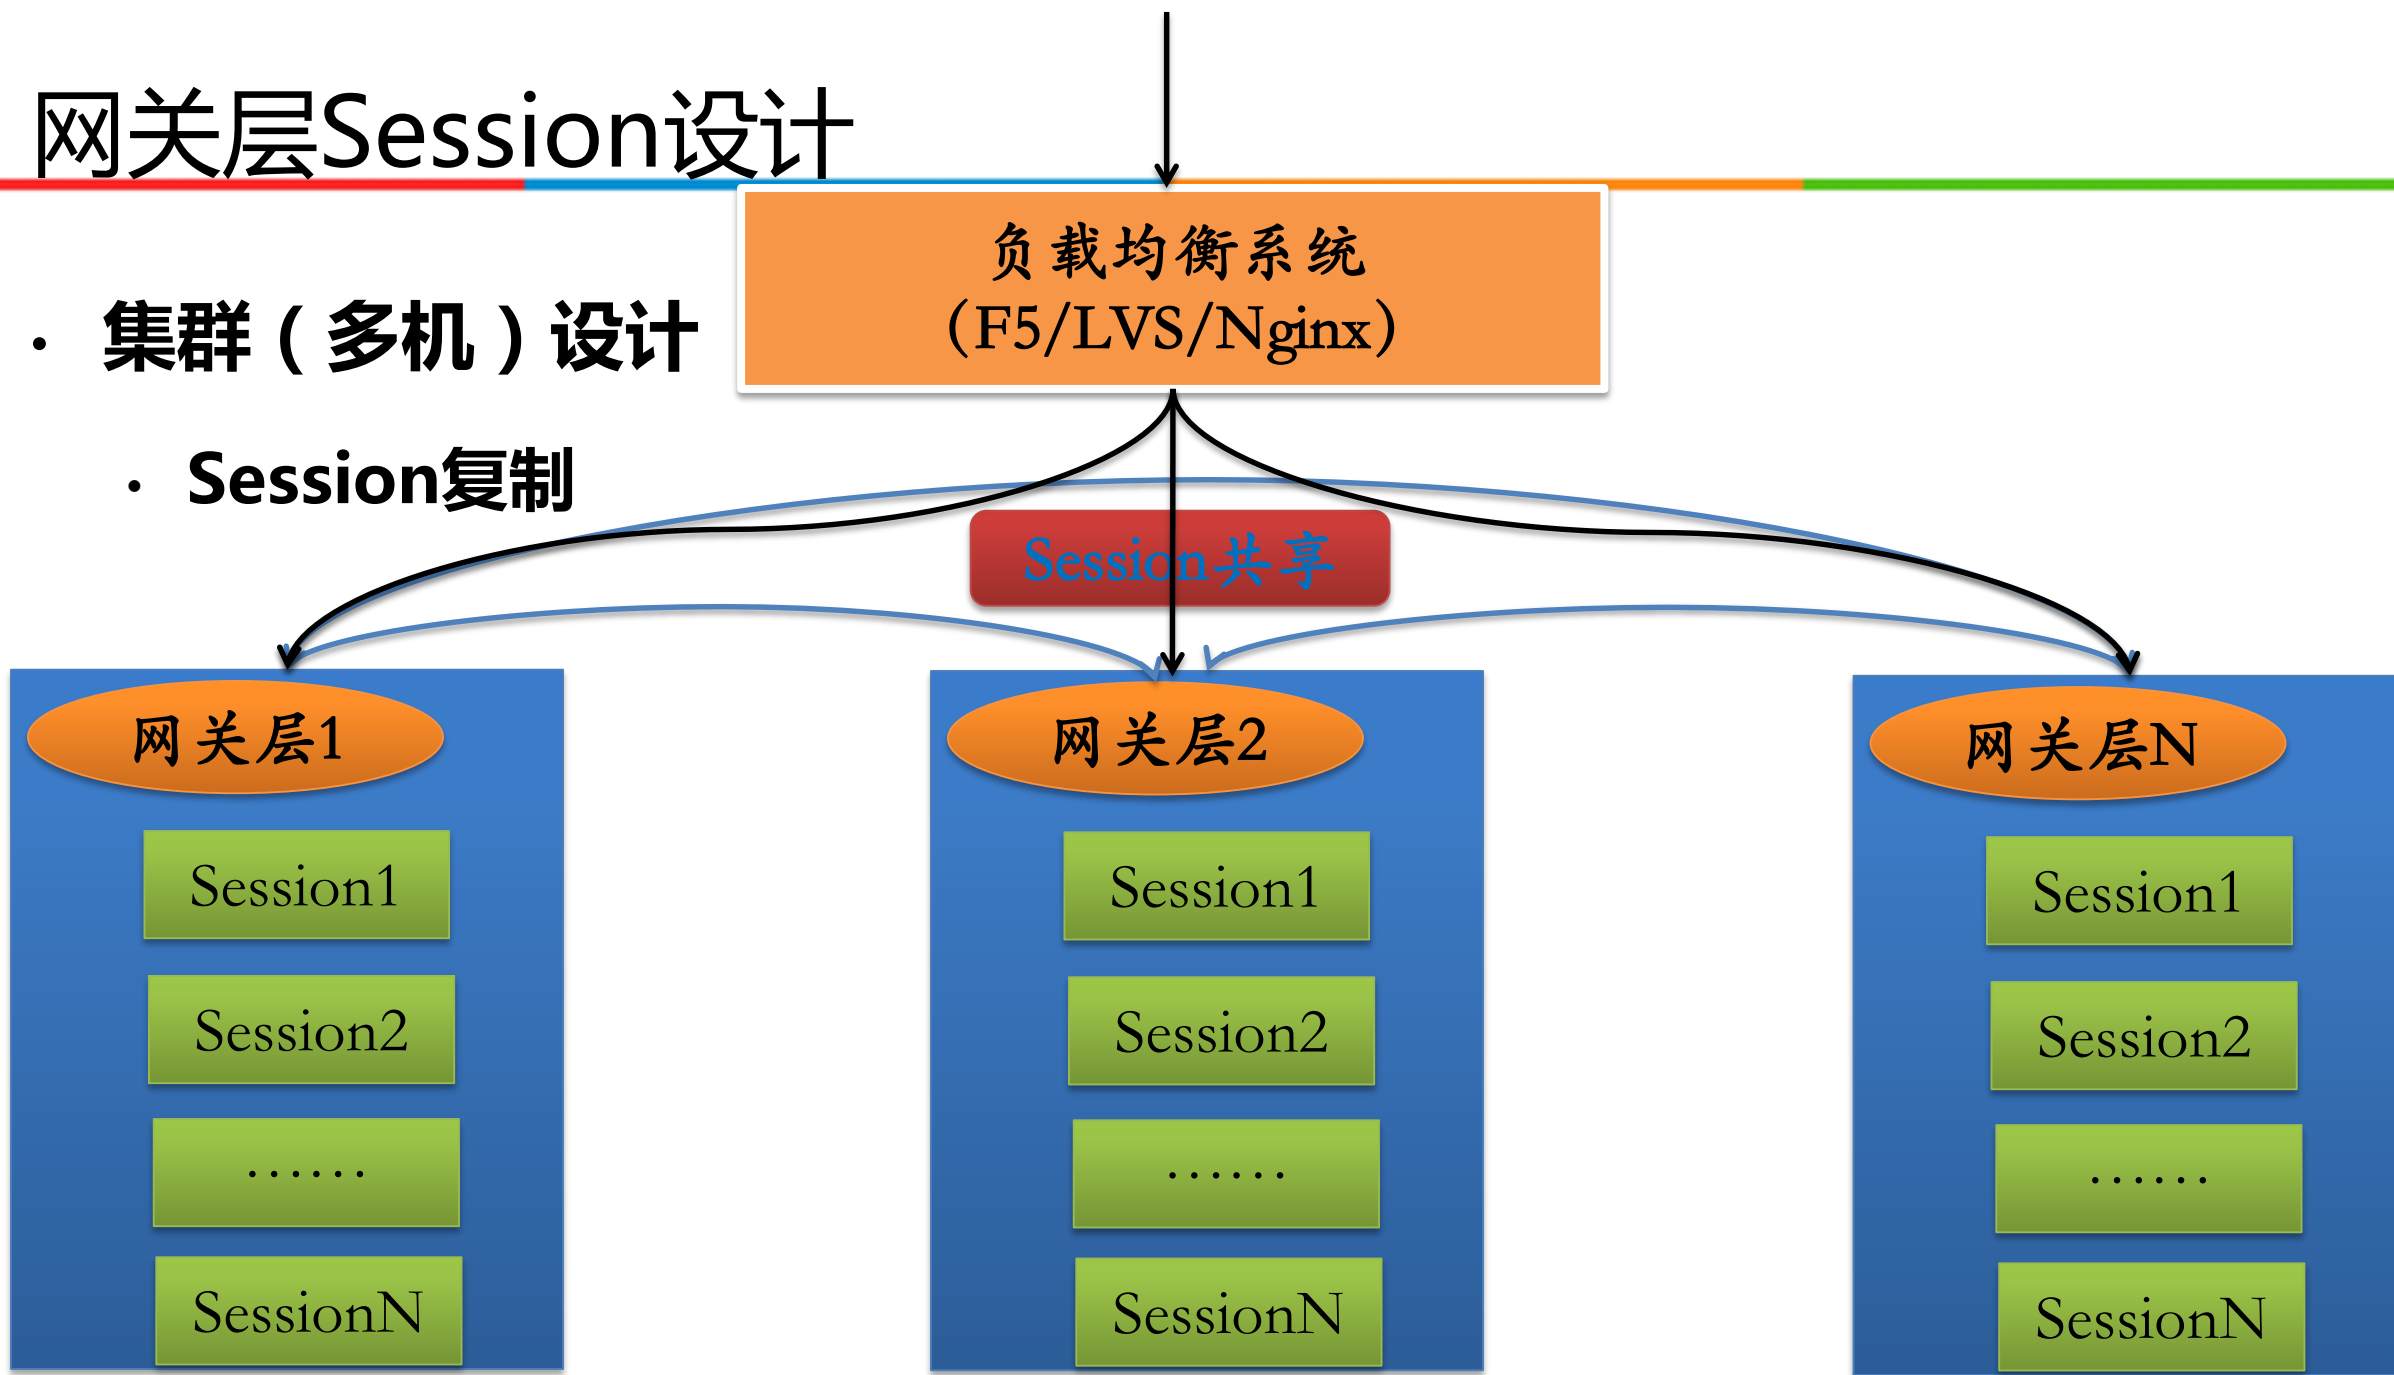 网关层Session设计
负载均衡系统
（F5/LVS/Nginx）
• 集群（多机）设计
• Session复制
Session共享
网关层1
Session1
Session2
······
SessionN
网关层2
Session1
Session2
······
SessionN
网关层N
Session1
Session2
······
SessionN